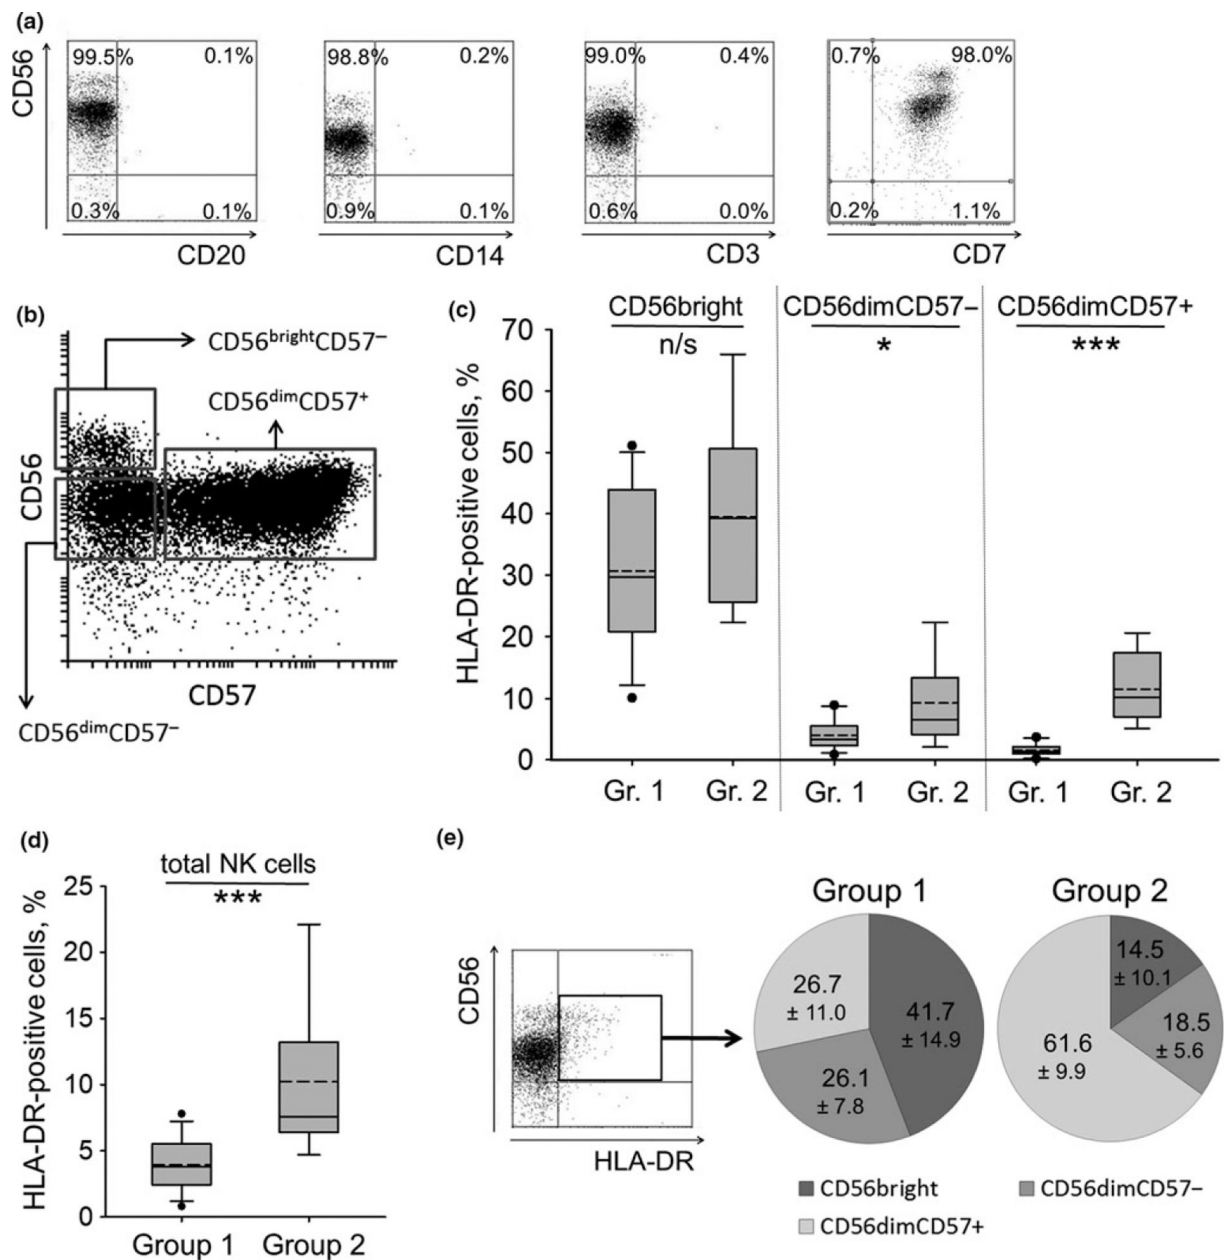 (a)
CD56
99.5% 0.1%
0.3% 0.1%
CD20
98.8% 0.2%
0.9% 0.1%
CD14
99.0% 0.4%
0.6% 0.0%
CD3
0.7% 98.0%
0.2% 1.1%
CD7
(b)
CD56brightCD57–
CD56dimCD57+
CD56
CD57
CD56dimCD57–
(c)
CD56bright CD56dimCD57– CD56dimCD57+
n/s * ***
HLA-DR-positive cells, %
70
60
50
40
30
20
10
0
Gr. 1 Gr. 2 Gr. 1 Gr. 2 Gr. 1 Gr. 2
(d)
total NK cells
***
HLA-DR-positive cells, %
25
20
15
10
5
0
Group 1 Group 2
(e)
CD56
HLA-DR
Group 1
26.7
± 11.0
41.7
± 14.9
26.1
± 7.8
Group 2
14.5
± 10.1
18.5
± 5.6
61.6
± 9.9
CD56bright CD56dimCD57–
CD56dimCD57+